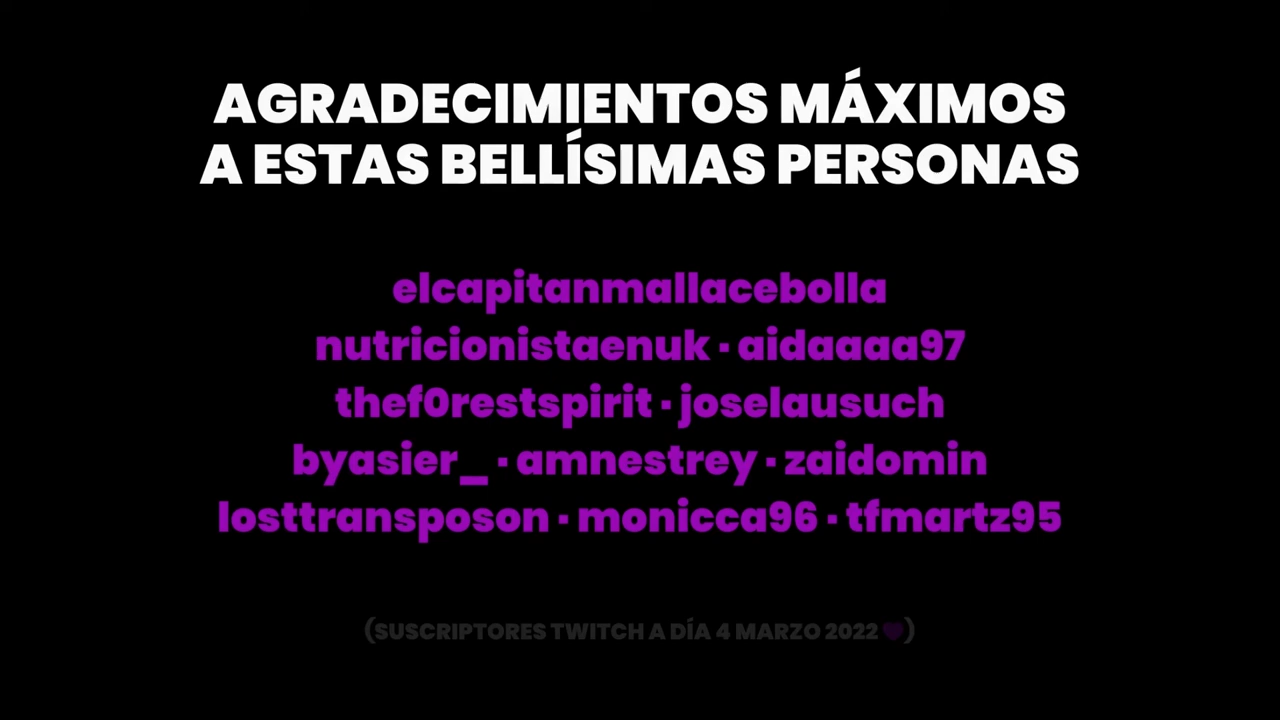 AGRADECIMIENTOS MÁXIMOS
A ESTAS BELLÍSIMAS PERSONAS
elcapitanmallacebolla
nutricionistaenuk · aidaaaa97
thef0restspirit · joselausuch
byasier_ · amnestrey · zaidomin
losttransposon · monicca96 · tfmartz95
(SUSCRIPTORES TWITCH A DÍA 4 MARZO 2022 💜)